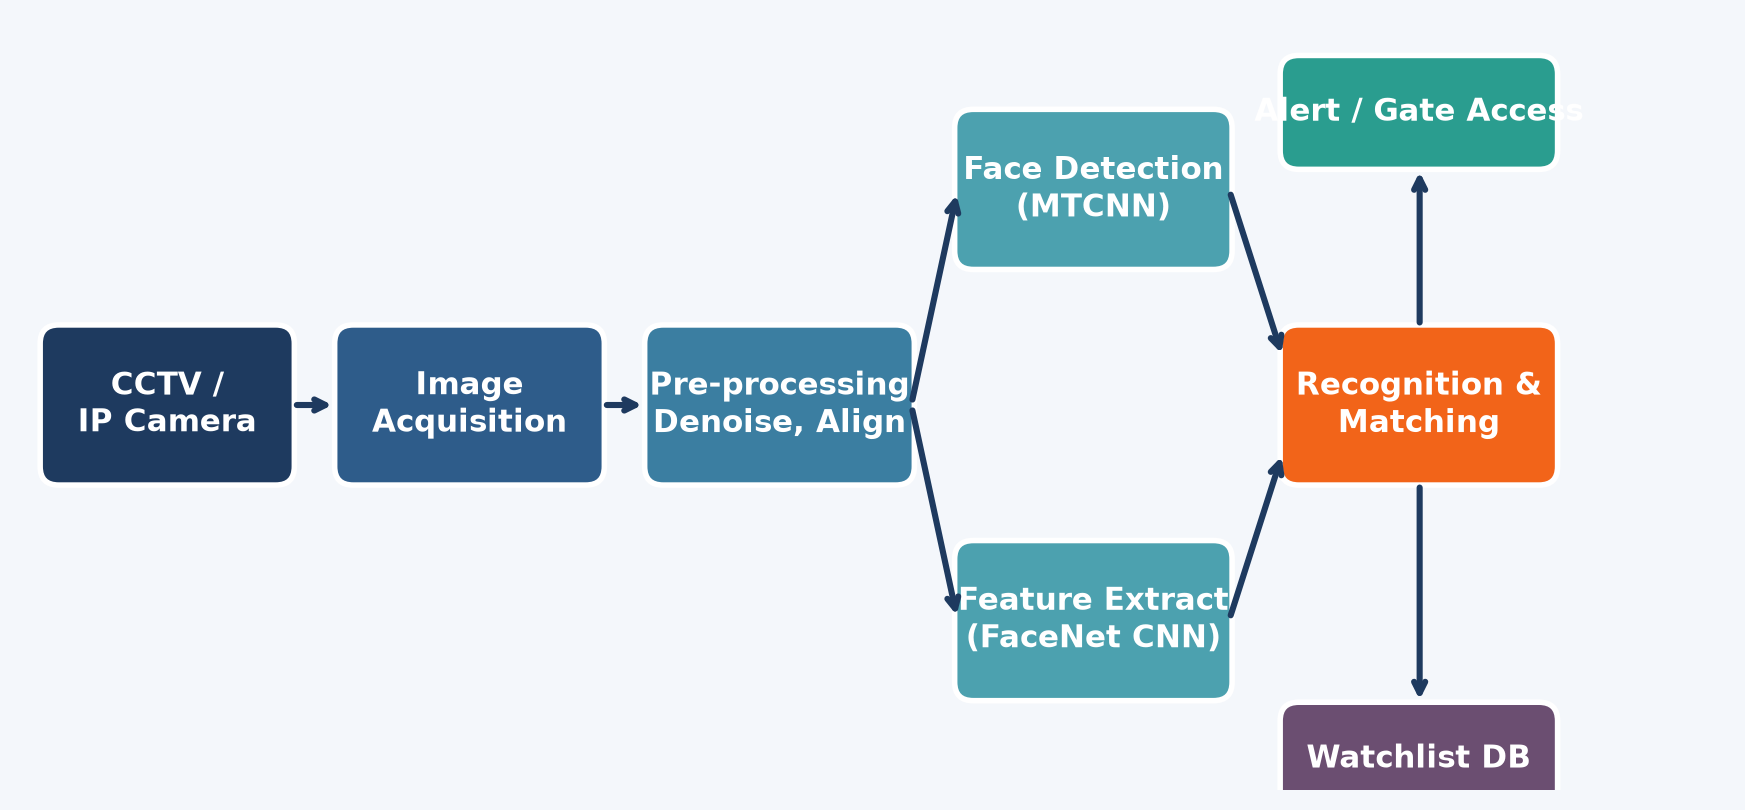 CCTV /
IP Camera
Image
Acquisition
Pre-processing
Denoise, Align
Face Detection
(MTCNN)
Feature Extract
(FaceNet CNN)
Alert / Gate Access
Recognition &
Matching
Watchlist DB